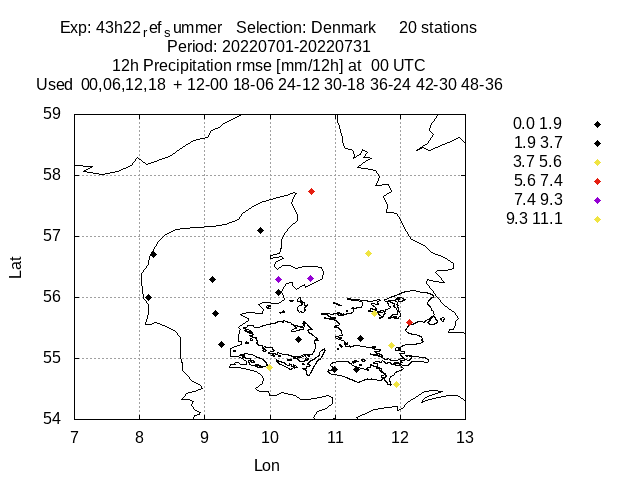 Exp: 43h22refsummer Selection: Denmark 20 stations
Period: 20220701-20220731
12h Precipitation rmse [mm/12h] at 00 UTC
Used 00,06,12,18 + 12-00 18-06 24-12 30-18 36-24 42-30 48-36
59
58
57
56
55
54
Lat
7 8 9 10 11 12 13
Lon
0.0 1.9
1.9 3.7
3.7 5.6
5.6 7.4
7.4 9.3
9.3 11.1